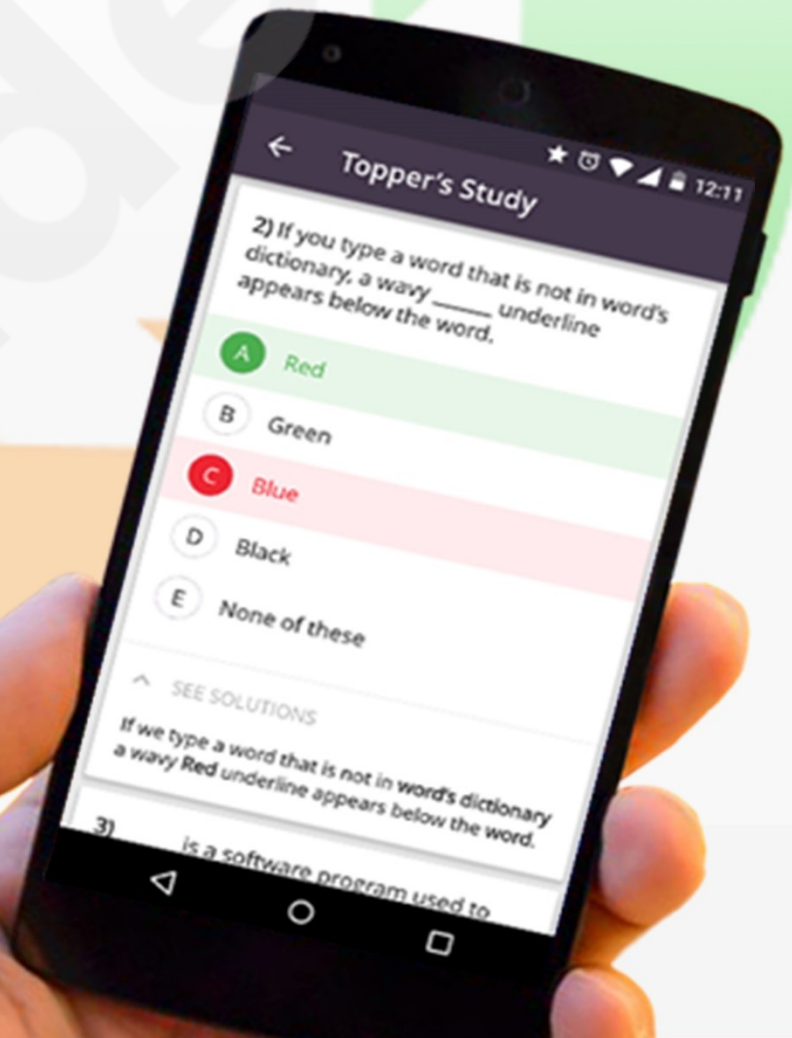 de
12:11
Topper's Study
2) If you type a word that is not in word's
dictionary, a wavy ______ underline
appears below the word.
A Red
B Green
C Blue
D Black
E None of these
SEE SOLUTIONS
If we type a word that is not in word's dictionary
a wavy Red underline appears below the word.
3) ______ is a software program used to